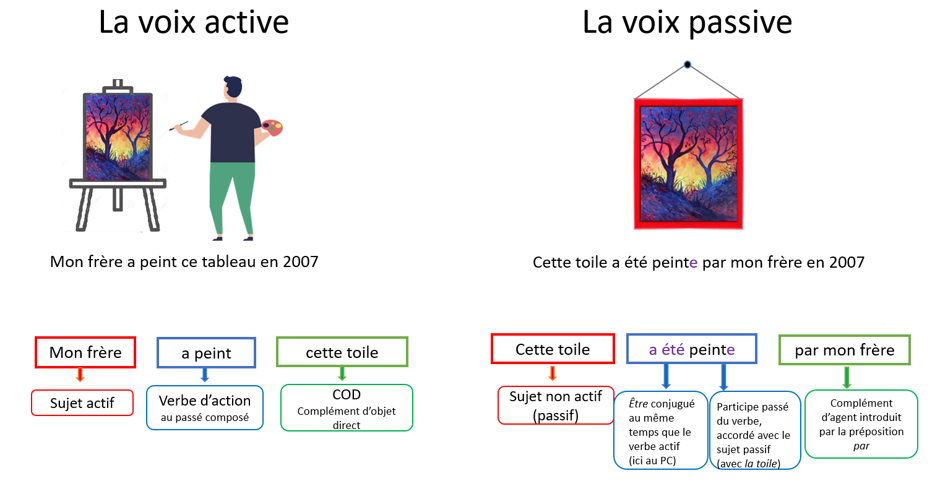 La voix active
Mon frère a peint ce tableau en 2007
Mon frère
a peint
cette toile
Sujet actif
Verbe d'action
au passé composé
COD
Complément d'objet
direct
La voix passive
Cette toile a été peinte par mon frère en 2007
Cette toile
a été peinte
par mon frère
Sujet non actif
(passif)
Être conjugué
au même
temps que le
verbe actif
(ici au PC)
Participe passé
du verbe,
accordé avec le
sujet passif
(avec la toile)
Complément
d'agent introduit
par la préposition
par